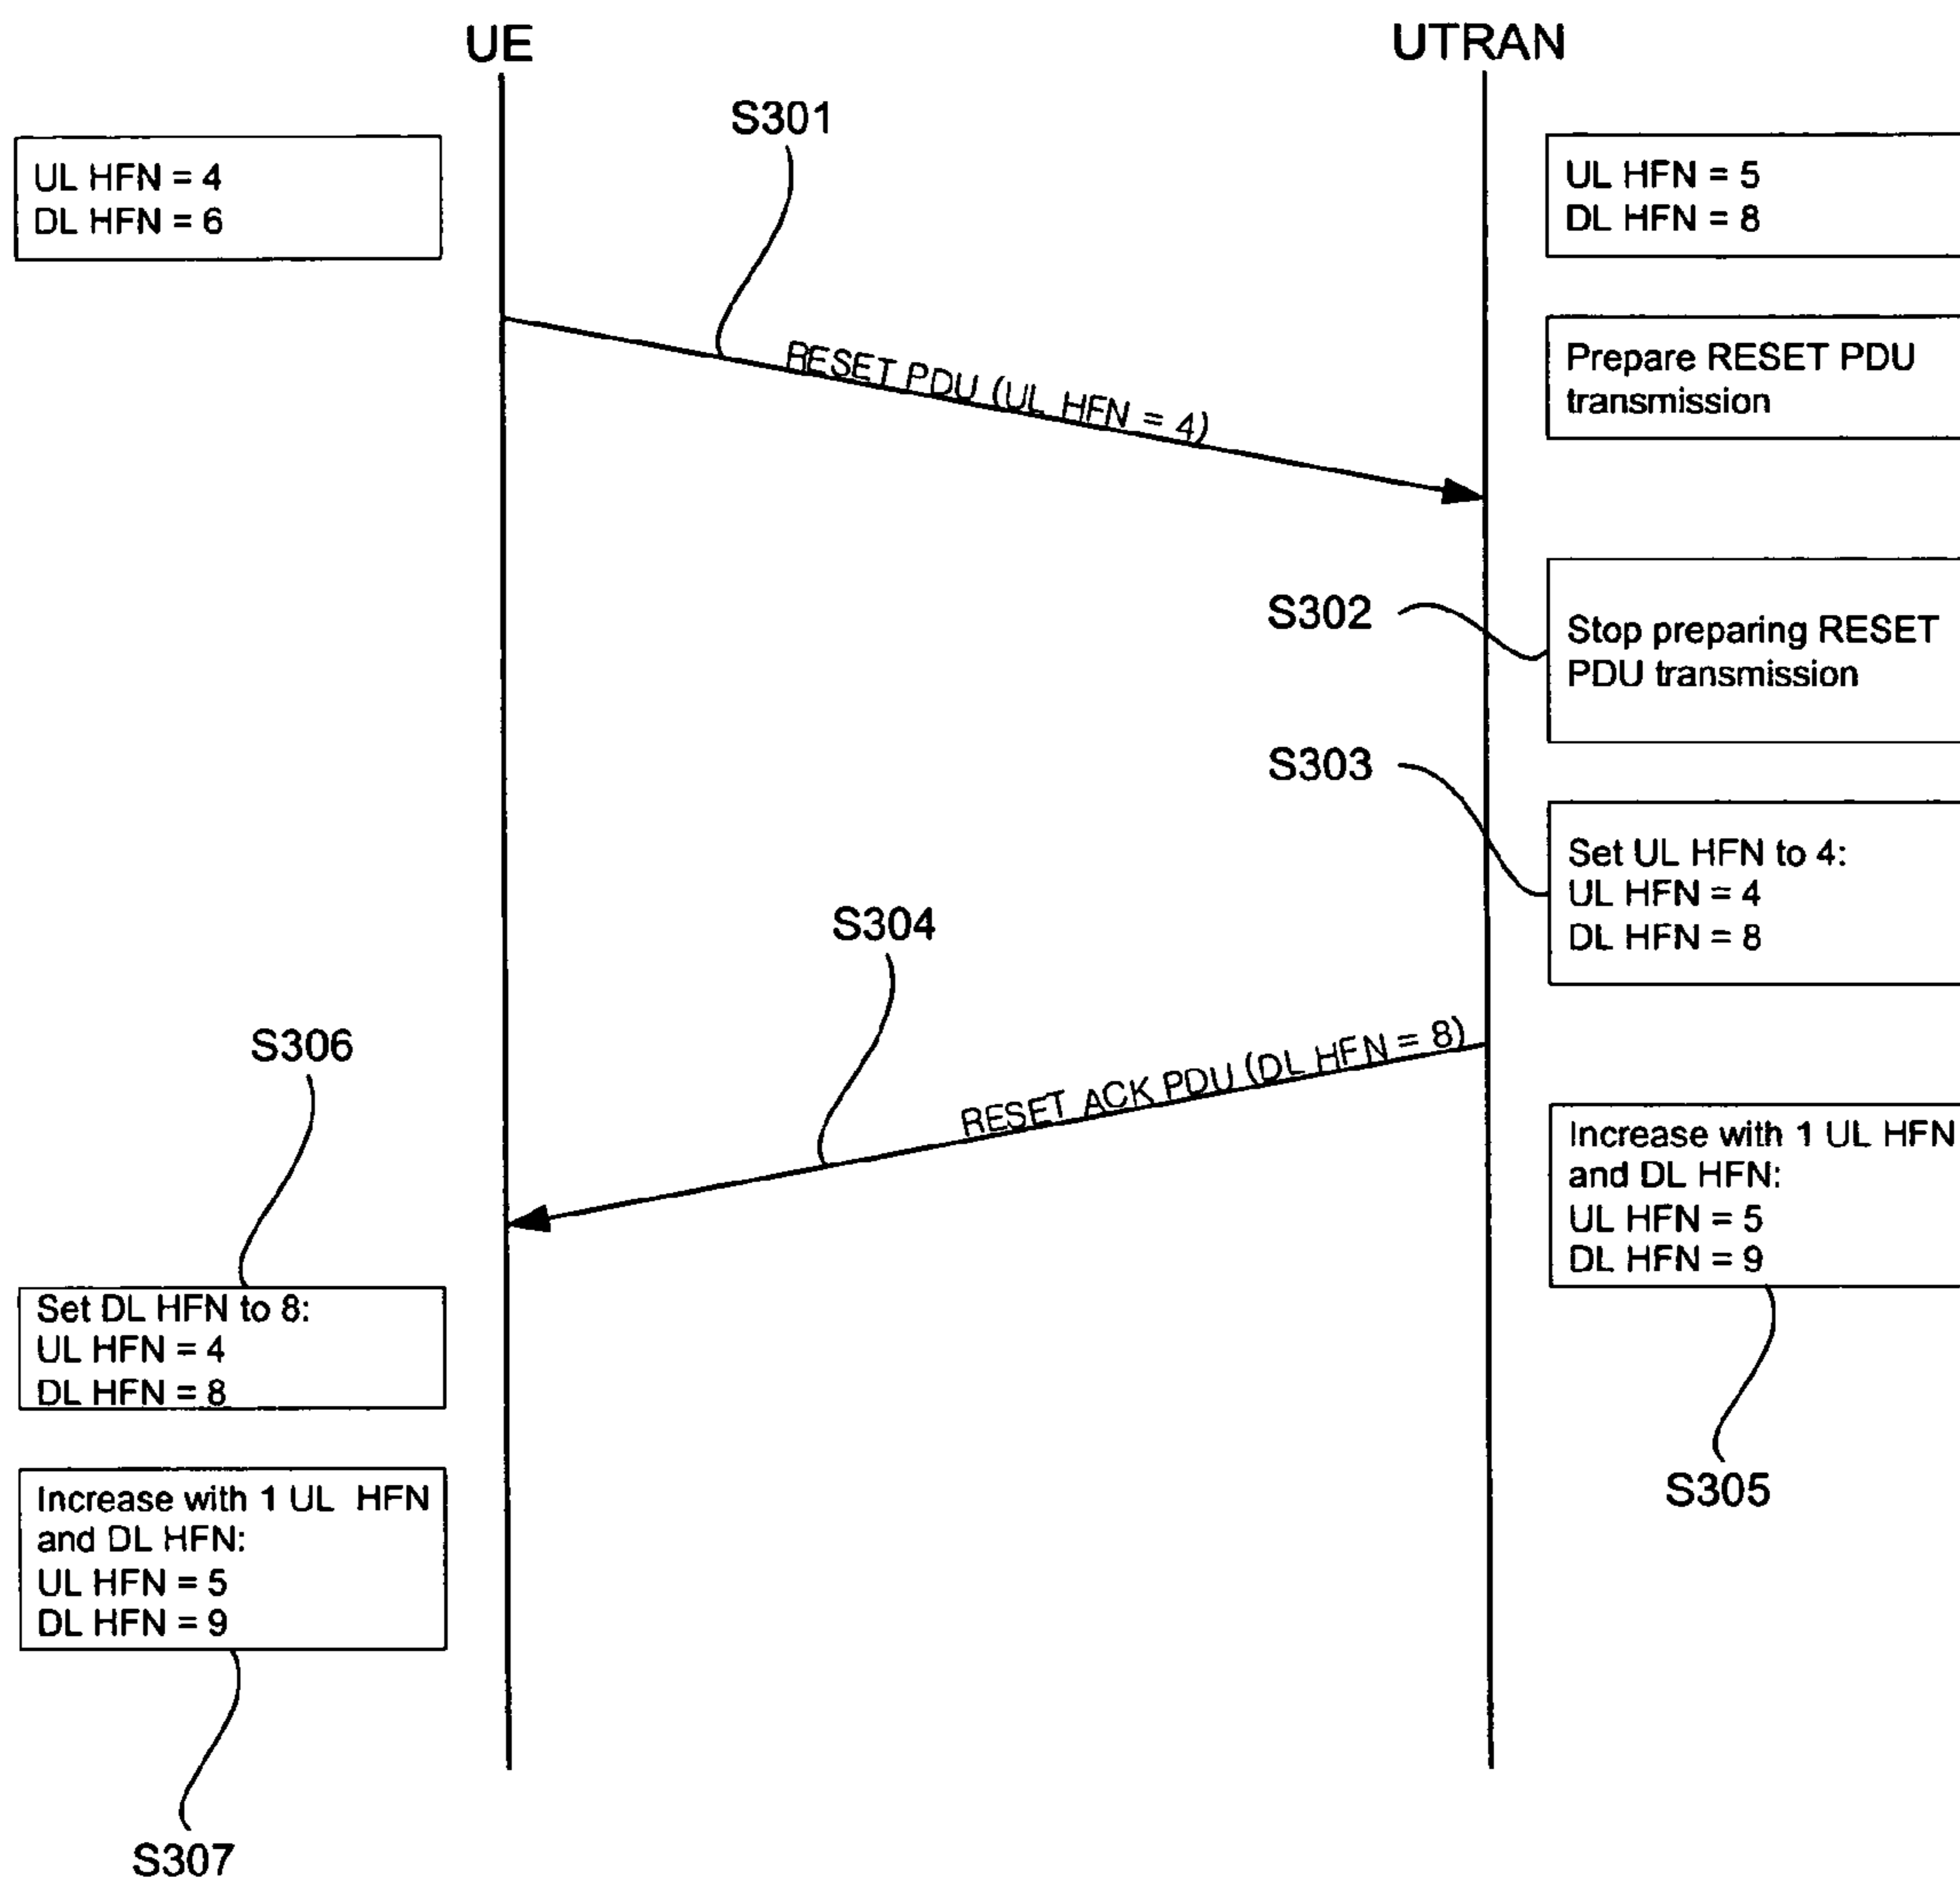 UE
UTRAN
S301
UL HFN = 4
DL HFN = 6
UL HFN = 5
DL HFN = 8
RESET PDU (UL HFN = 4)
Prepare RESET PDU
transmission
S302
Stop preparing RESET
PDU transmission
S303
Set UL HFN to 4:
UL HFN = 4
DL HFN = 8
S304
RESET ACK PDU (DL HFN = 8)
S306
Increase with 1 UL HFN
and DL HFN:
UL HFN = 5
DL HFN = 9
S305
Set DL HFN to 8:
UL HFN = 4
DL HFN = 8
Increase with 1 UL HFN
and DL HFN:
UL HFN = 5
DL HFN = 9
S307